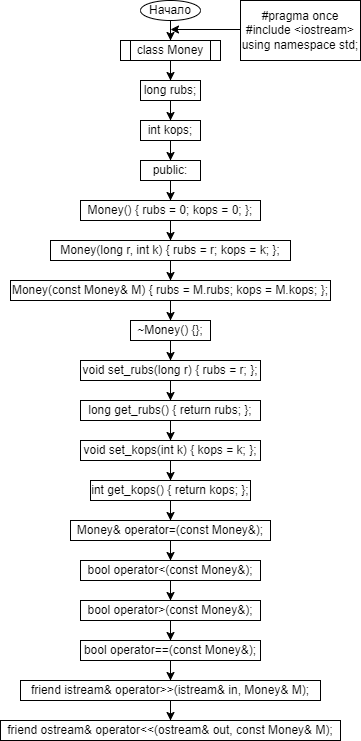 Начало
#pragma once
#include <iostream>
using namespace std;
class Money
long rubs;
int kops;
public:
Money() { rubs = 0; kops = 0; };
Money(long r, int k) { rubs = r; kops = k; };
Money(const Money& M) { rubs = M.rubs; kops = M.kops; };
~Money() {};
void set_rubs(long r) { rubs = r; };
long get_rubs() { return rubs; };
void set_kops(int k) { kops = k; };
int get_kops() { return kops; };
Money& operator=(const Money&);
bool operator<(const Money&);
bool operator>(const Money&);
bool operator==(const Money&);
friend istream& operator>>(istream& in, Money& M);
friend ostream& operator<<(ostream& out, const Money& M);